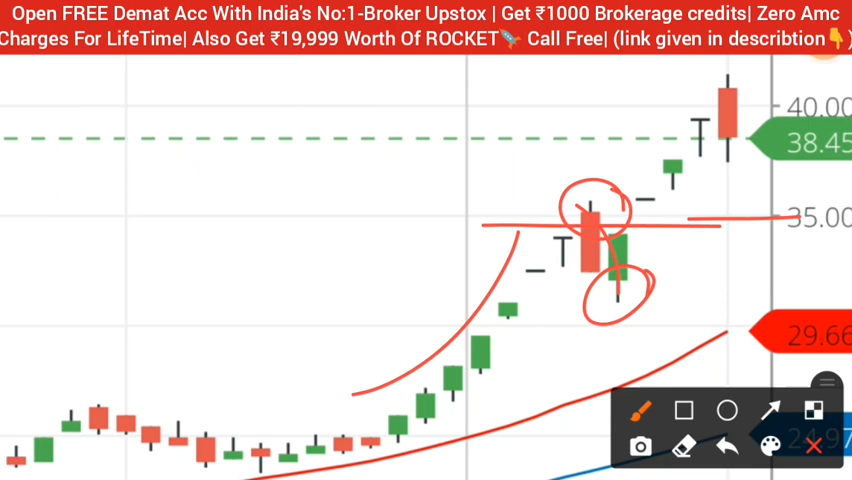 Open FREE Demat Acc With India's No:1-Broker Upstox | Get ₹1000 Brokerage credits| Zero Amc
Charges For LifeTime| Also Get ₹19,999 Worth Of ROCKET🚀 Call Free| (link given in describtion👇)
40.00
38.45
35.00
29.66
24.97